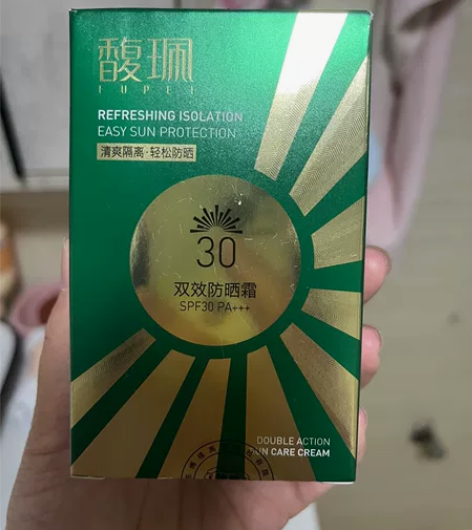 馥珮
FUPEI
REFRESHING ISOLATION
EASY SUN PROTECTION
清爽隔离·轻松防晒
30
双效防晒霜
SPF30 PA+++
DOUBLE ACTION
SUN CARE CREAM